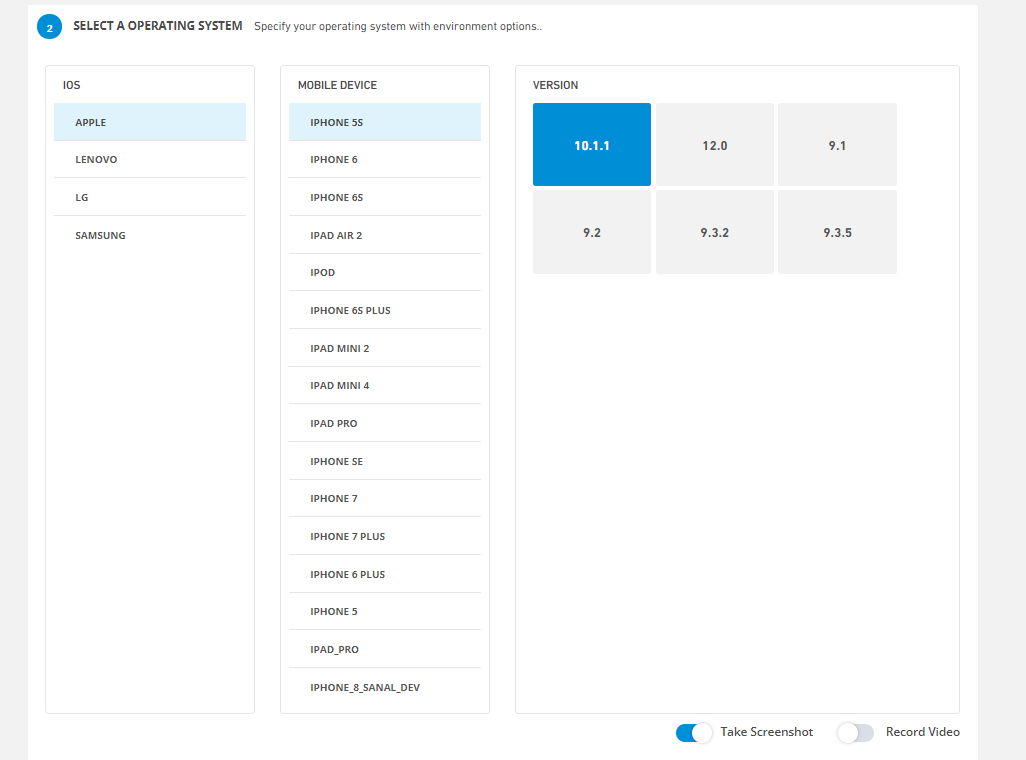 2 SELECT A OPERATING SYSTEM Specify your operating system with environment options..
IOS
APPLE
LENOVO
LG
SAMSUNG
MOBILE DEVICE
IPHONE 5S
IPHONE 6
IPHONE 6S
IPAD AIR 2
IPOD
IPHONE 6S PLUS
IPAD MINI 2
IPAD MINI 4
IPAD PRO
IPHONE SE
IPHONE 7
IPHONE 7 PLUS
IPHONE 6 PLUS
IPHONE 5
IPAD_PRO
IPHONE_8_SANAL_DEV
VERSION
10.1.1 12.0 9.1
9.2 9.3.2 9.3.5
Take Screenshot Record Video